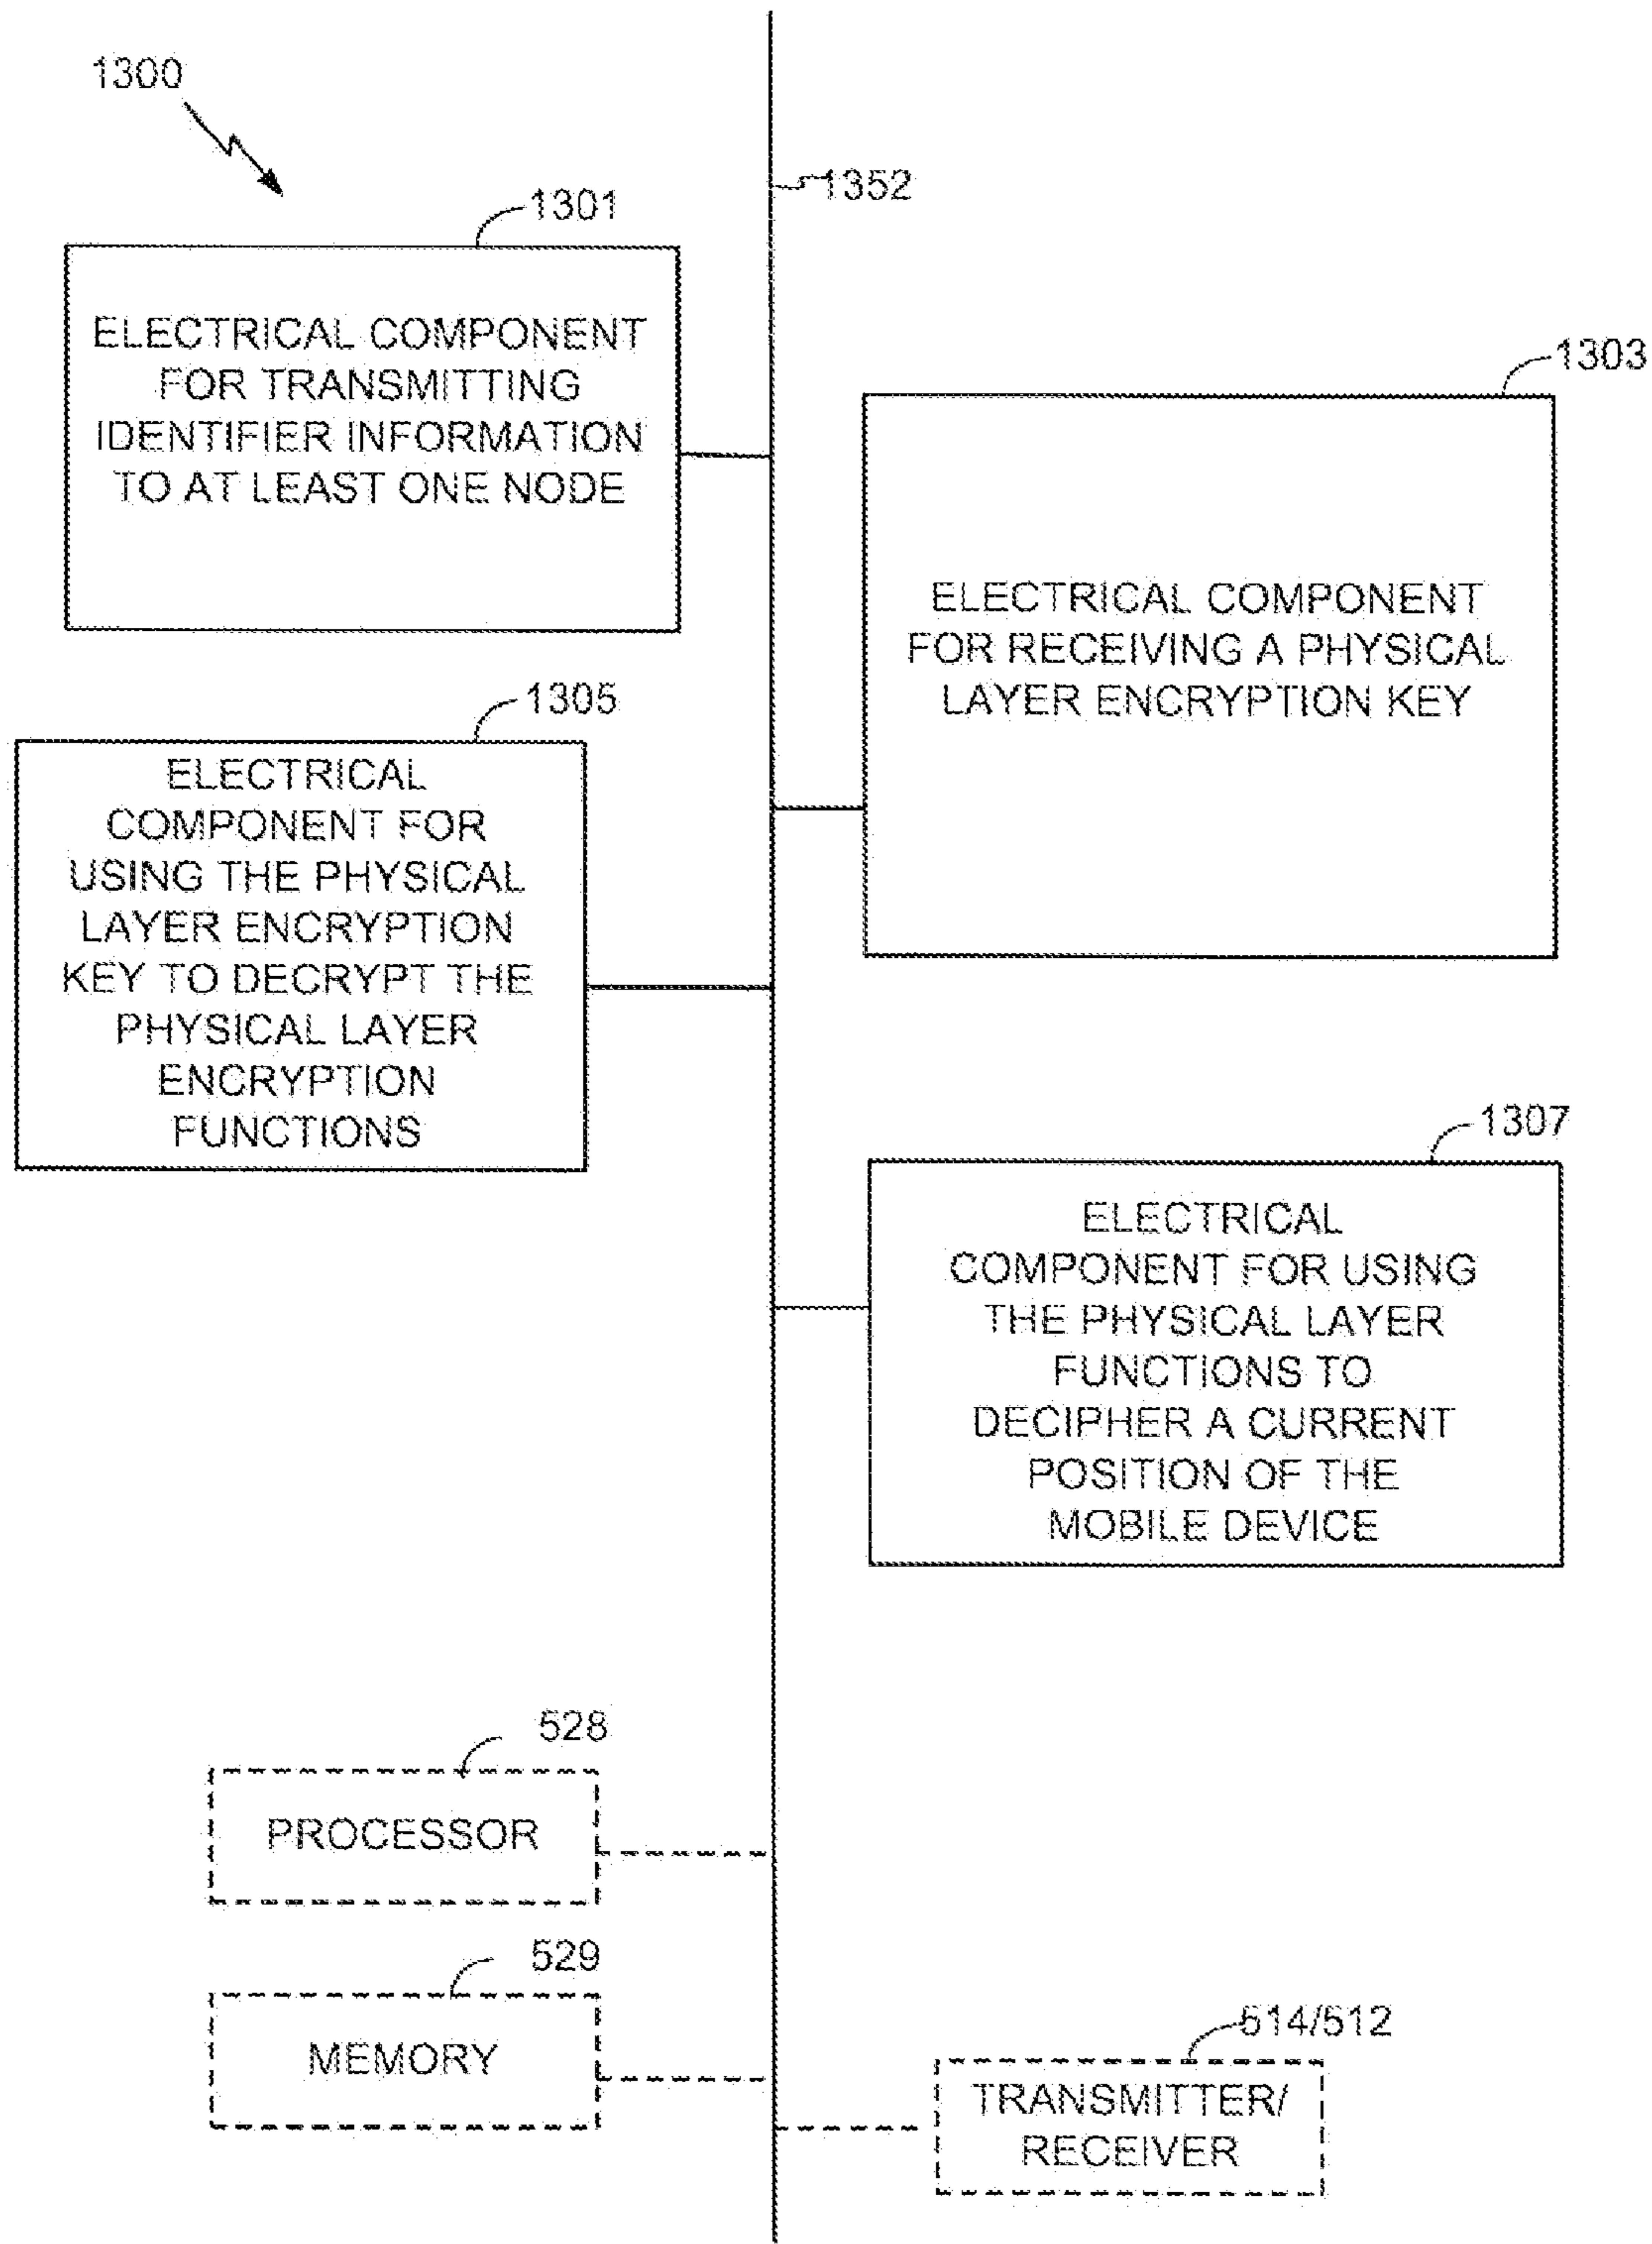 1300
1352
1301
ELECTRICAL COMPONENT
FOR TRANSMITTING
IDENTIFIER INFORMATION
TO AT LEAST ONE NODE
1303
ELECTRICAL COMPONENT
FOR RECEIVING A PHYSICAL
LAYER ENCRYPTION KEY
1305
ELECTRICAL
COMPONENT FOR
USING THE PHYSICAL
LAYER ENCRYPTION
KEY TO DECRYPT THE
PHYSICAL LAYER
ENCRYPTION
FUNCTIONS
1307
ELECTRICAL
COMPONENT FOR USING
THE PHYSICAL LAYER
FUNCTIONS TO
DECIPHER A CURRENT
POSITION OF THE
MOBILE DEVICE
528
PROCESSOR
529
MEMORY
514/512
TRANSMITTER/
RECEIVER